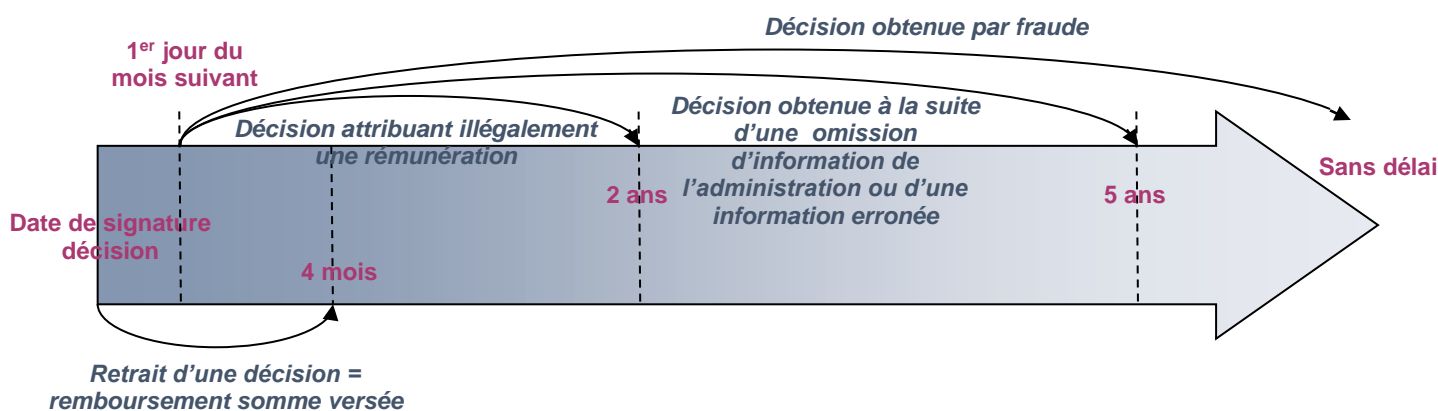 Décision obtenue par fraude
1er jour du
mois suivant
Décision attribuant illégalement
une rémunération
Décision obtenue à la suite
d’une omission
d’information de
l’administration ou d’une
information erronée
Sans délai
2 ans
5 ans
Date de signature
décision
4 mois
Retrait d’une décision =
remboursement somme versée